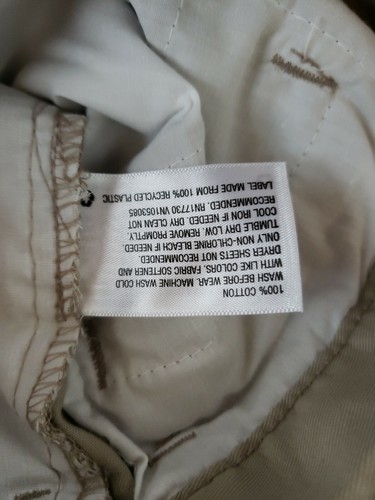 100% COTTON
WASH BEFORE WEAR. MACHINE WASH COLD
WITH LIKE COLORS. FABRIC SOFTENER AND
DRYER SHEETS NOT RECOMMENDED.
ONLY NON-CHLORINE BLEACH IF NEEDED.
TUMBLE DRY LOW. REMOVE PROMPTLY.
COOL IRON IF NEEDED. DRY CLEAN NOT
RECOMMENDED. RN17730 VN1053085
LABEL MADE FROM 100% RECYCLED PLASTIC